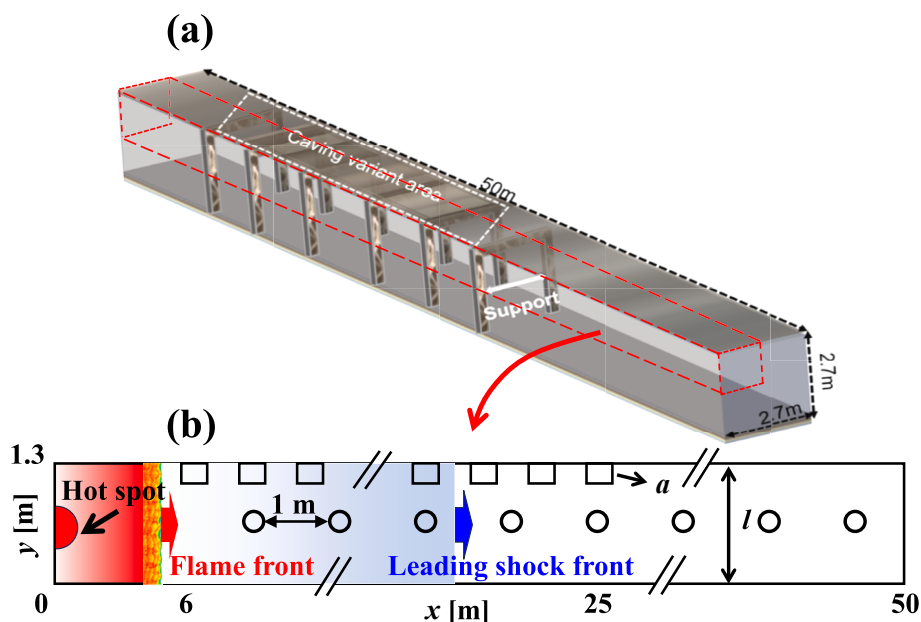 (a)
Caving variant area
50m
Support
2.7m
2.7m
(b)
1.3
Hot spot
a
1 m
y [m]
l
Flame front
Leading shock front
0
6
25
50
x [m]